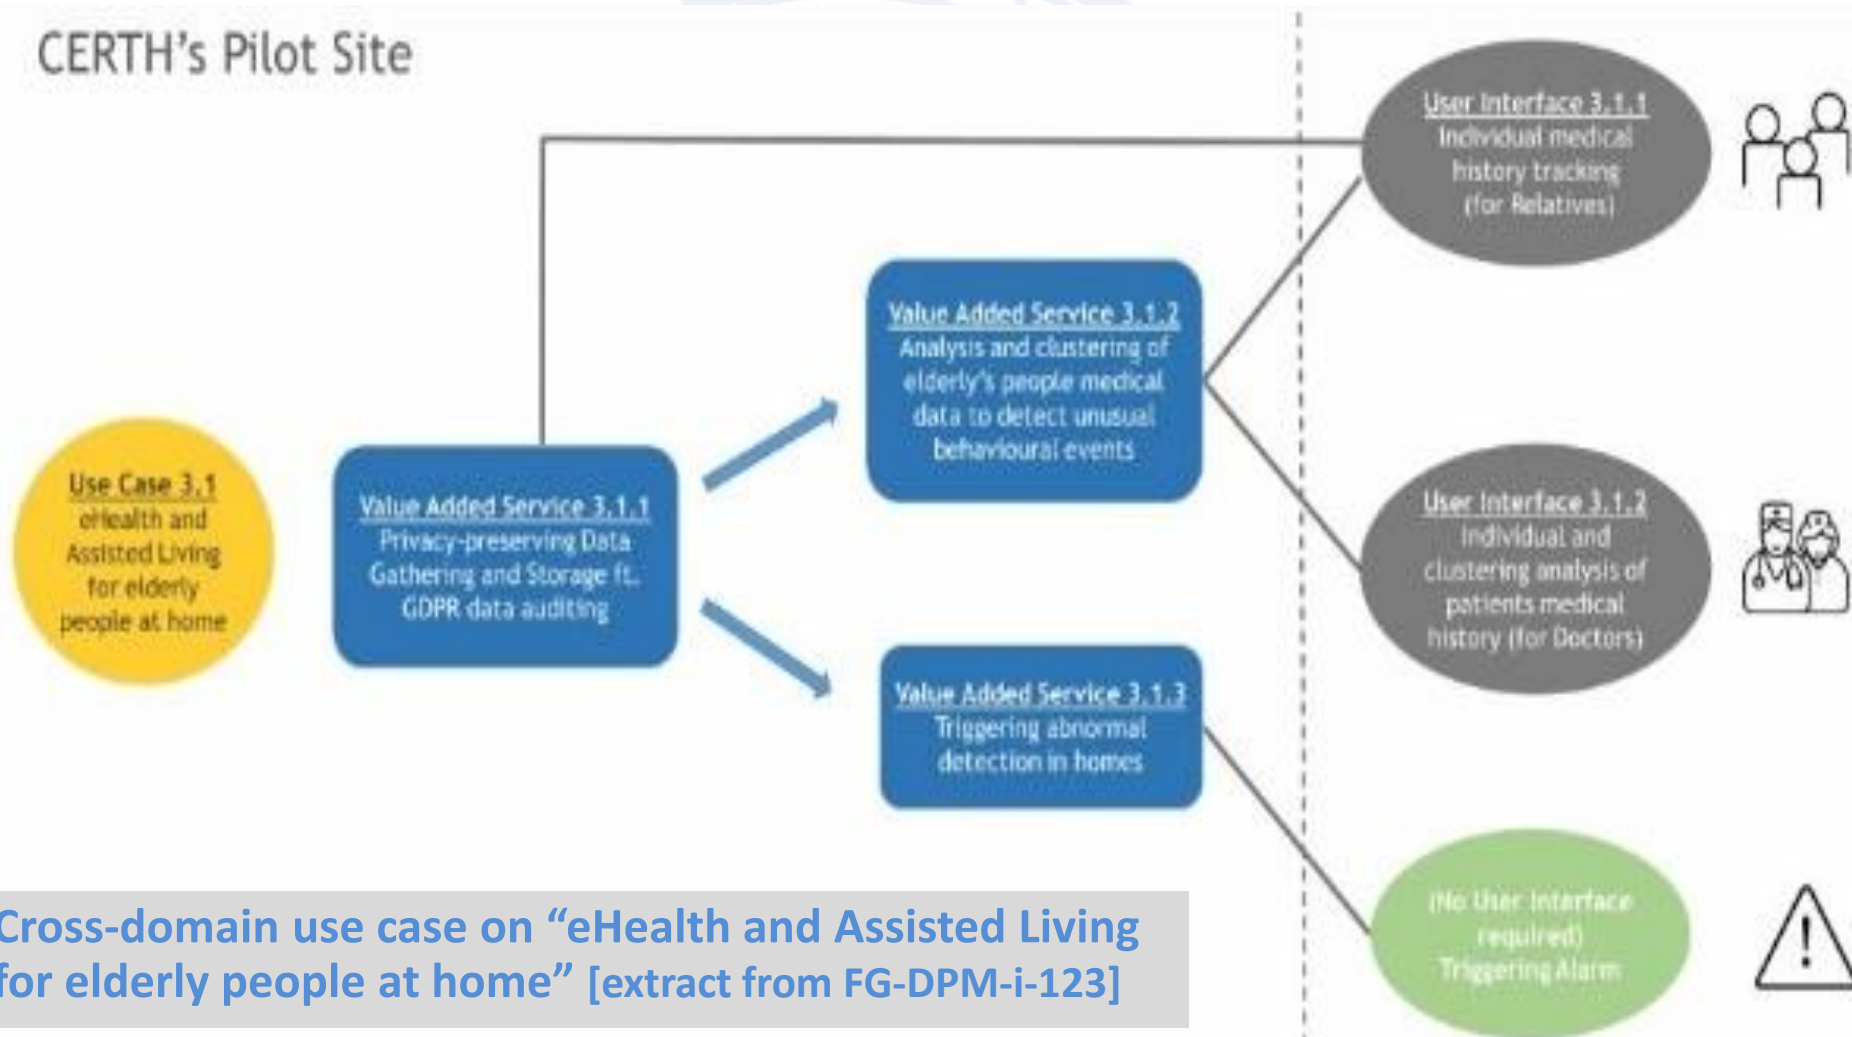 CERTH's Pilot Site
User Interface 3.1.1
Individual medical
history tracking
(for Relatives)
Value Added Service 3.1.2
Analysis and clustering of
elderly's people medical
data to detect unusual
behavioural events
Use Case 3.1
eHealth and
Assisted Living
for elderly
people at home
Value Added Service 3.1.1
Privacy-preserving Data
Gathering and Storage ft.
GDPR data auditing
User Interface 3.1.2
Individual and
clustering analysis of
patients medical
history (for Doctors)
Value Added Service 3.1.3
Triggering abnormal
detection in homes
(No User Interface
required)
Triggering Alarm
Cross-domain use case on “eHealth and Assisted Living
for elderly people at home” [extract from FG-DPM-i-123]